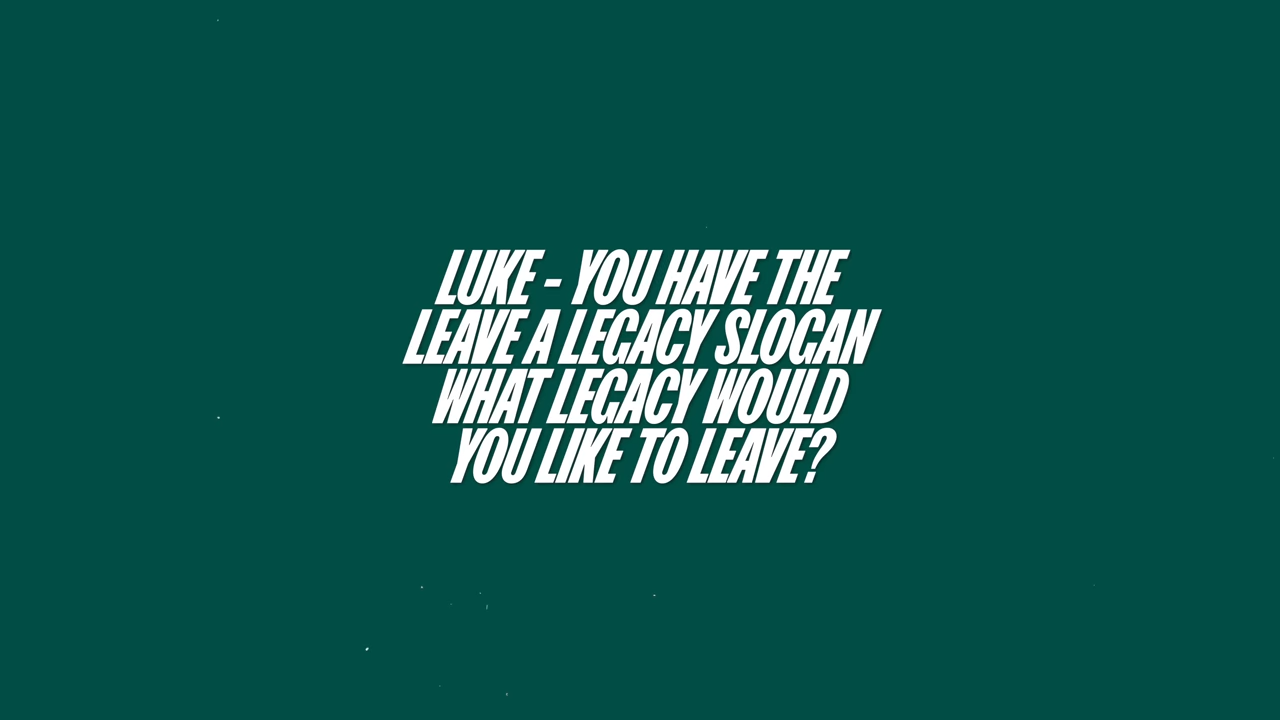 LUKE - YOU HAVE THE
LEAVE A LEGACY SLOGAN
WHAT LEGACY WOULD
YOU LIKE TO LEAVE?